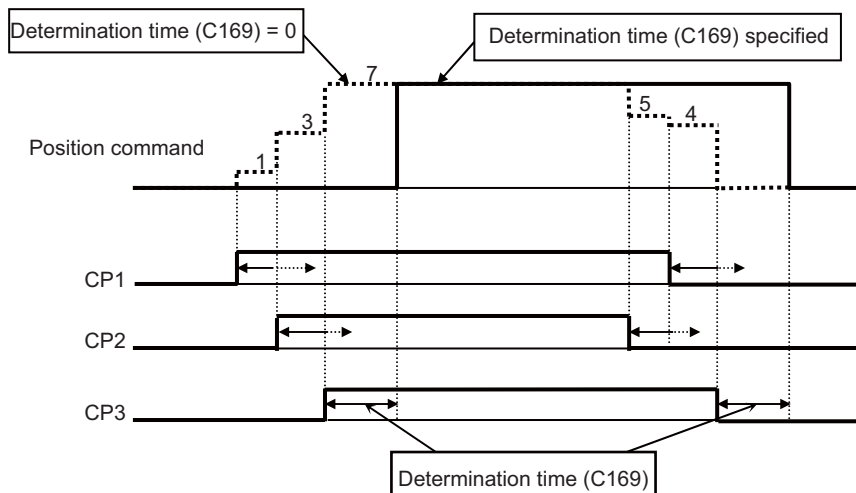 Determination time (C169) = 0
Determination time (C169) specified
7
5
4
3
1
Position command
CP1
CP2
CP3
Determination time (C169)